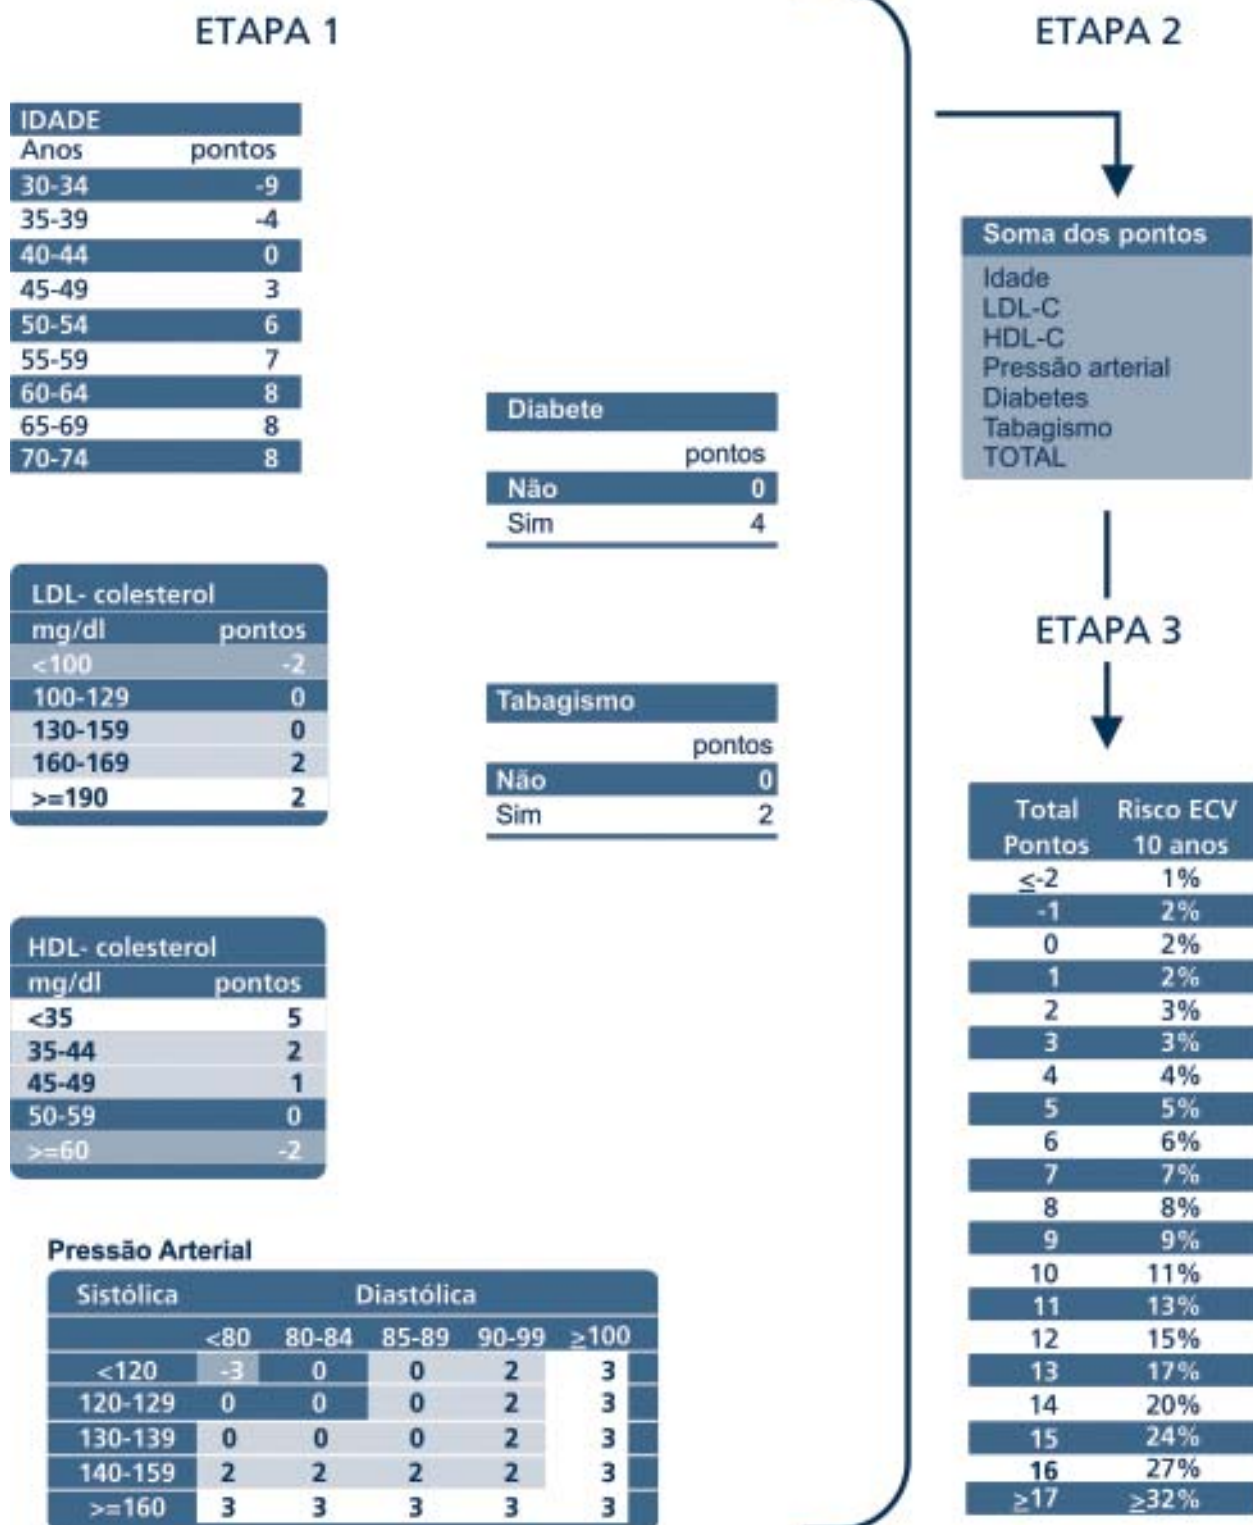 ETAPA 1
IDADE
Anos pontos
30-34 -9
35-39 -4
40-44 0
45-49 3
50-54 6
55-59 7
60-64 8
65-69 8
70-74 8
LDL- colesterol
mg/dl pontos
<100 -2
100-129 0
130-159 0
160-169 2
>=190 2
HDL- colesterol
mg/dl pontos
<35 5
35-44 2
45-49 1
50-59 0
>=60 -2
Pressão Arterial
Sistólica Diastólica
<80 80-84 85-89 90-99 ≥100
<120 -3 0 0 2 3
120-129 0 0 0 2 3
130-139 0 0 0 2 3
140-159 2 2 2 2 3
>=160 3 3 3 3 3
Diabete
pontos
Não 0
Sim 4
Tabagismo
pontos
Não 0
Sim 2
ETAPA 2
Soma dos pontos
Idade
LDL-C
HDL-C
Pressão arterial
Diabetes
Tabagismo
TOTAL
ETAPA 3
Total Risco ECV
Pontos 10 anos
≤-2 1%
-1 2%
0 2%
1 2%
2 3%
3 3%
4 4%
5 5%
6 6%
7 7%
8 8%
9 9%
10 11%
11 13%
12 15%
13 17%
14 20%
15 24%
16 27%
≥17 ≥32%